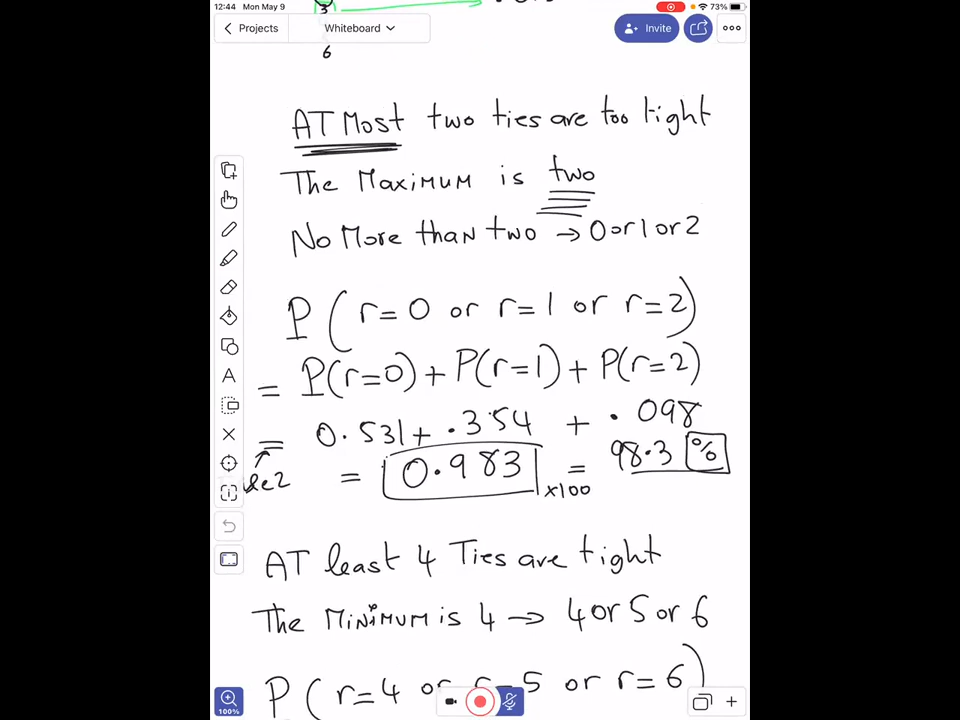 12:44 Mon May 9
73%
3
Projects
Whiteboard
Invite
6
AT Most two ties are too tight
The Maximum is two
No More than two → 0 or 1 or 2
P ( r=0 or r=1 or r=2 )
= P(r=0) + P(r=1) + P(r=2)
= 0.531 + .354 + .098
= 0.983 = 98.3 %
x100
AT least 4 Ties are tight
The MiNiMUM is 4 → 4 or 5 or 6
P ( r=4 or r=5 or r=6 )
100%